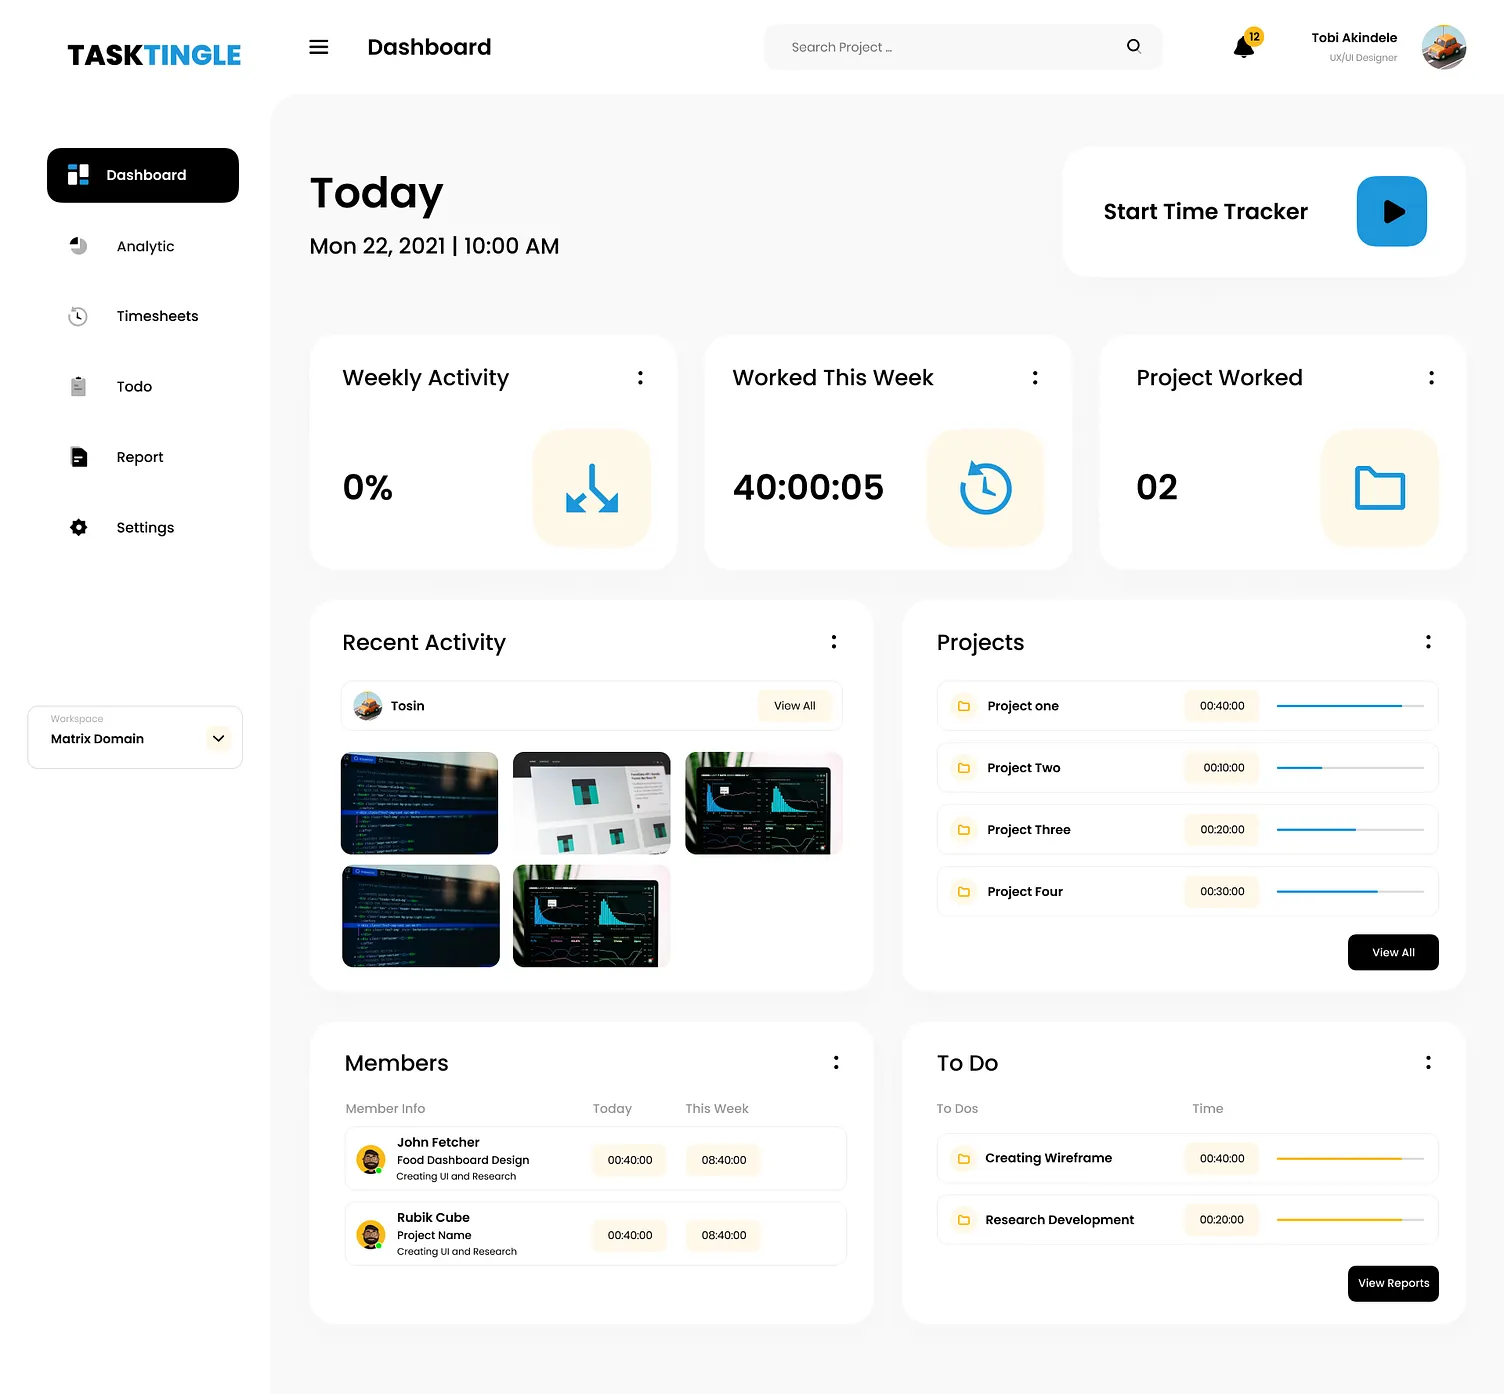 TASKTINGLE
Dashboard
Search Project ...
12
Tobi Akindele
UX/UI Designer
Dashboard
Analytic
Timesheets
Todo
Report
Settings
Workspace
Matrix Domain
Today
Mon 22, 2021 | 10:00 AM
Start Time Tracker
Weekly Activity
0%
Worked This Week
40:00:05
Project Worked
02
Recent Activity
Tosin
View All
Projects
Project one
00:40:00
Project Two
00:10:00
Project Three
00:20:00
Project Four
00:30:00
View All
Members
Member Info
Today
This Week
John Fetcher
Food Dashboard Design
Creating UI and Research
00:40:00
08:40:00
Rubik Cube
Project Name
Creating UI and Research
00:40:00
08:40:00
To Do
To Dos
Time
Creating Wireframe
00:40:00
Research Development
00:20:00
View Reports